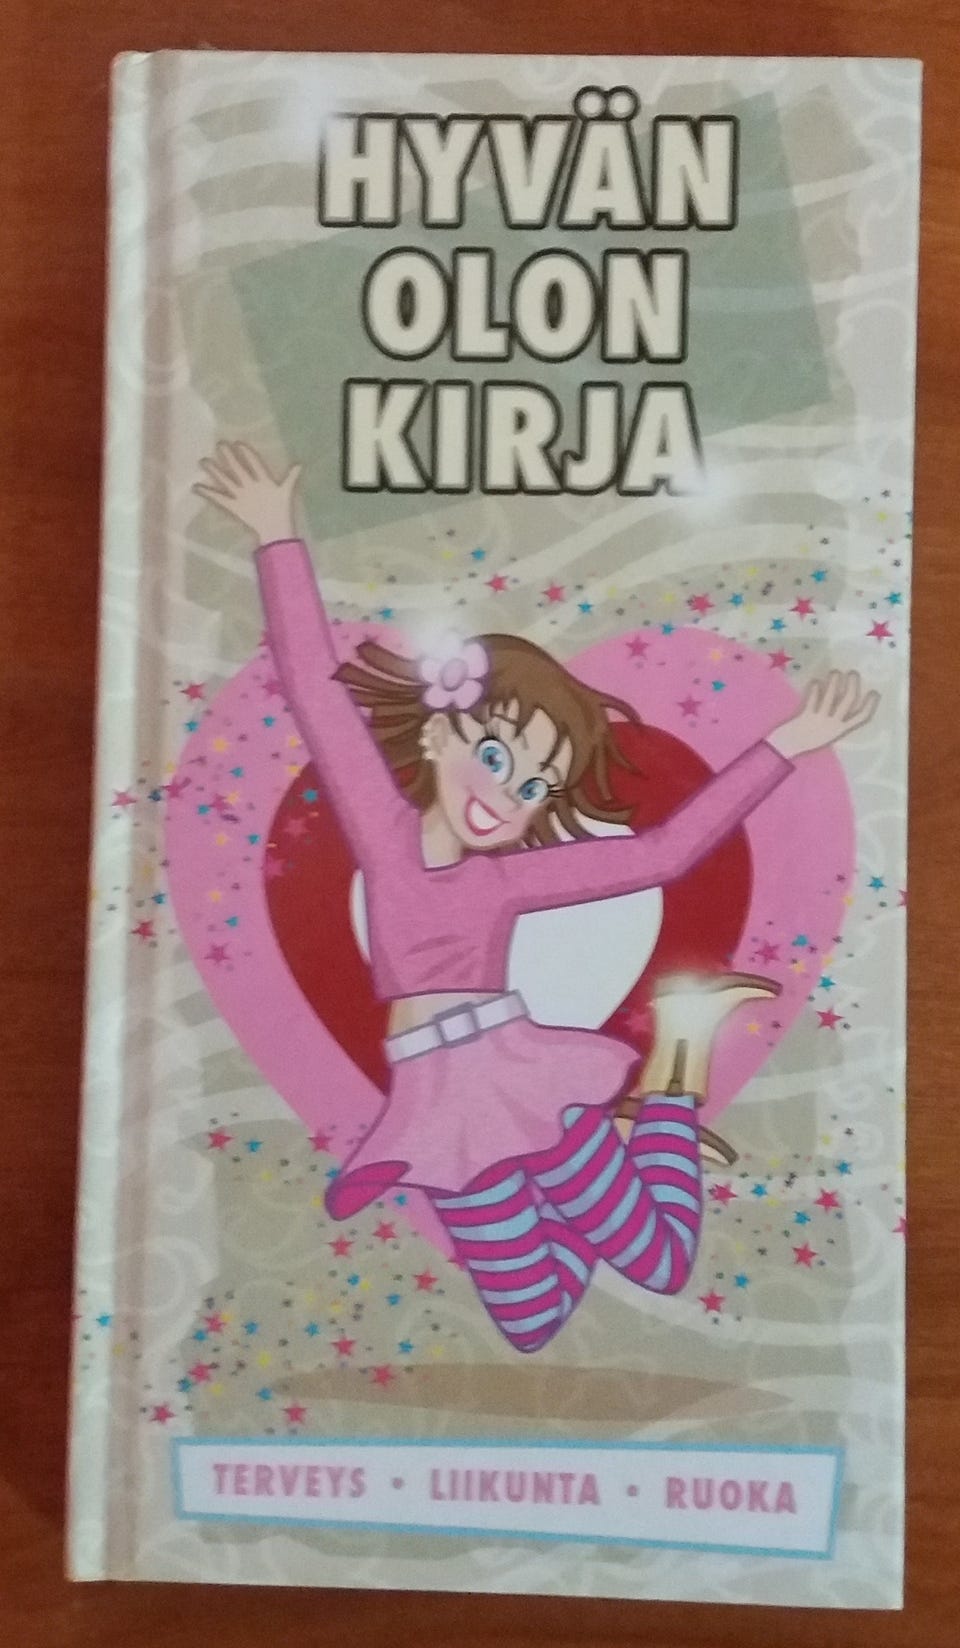 HYVÄN
OLON
KIRJA
TERVEYS • LIIKUNTA • RUOKA